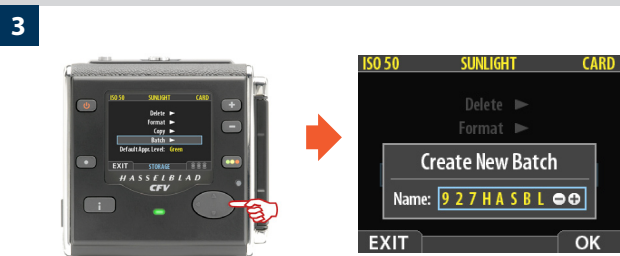 3
ISO 50 SUNLIGHT CARD
Delete
Format
Copy
Batch
Default Appr. Level: Green
EXIT STORAGE
HASSELBLAD
CFV
i
ISO 50 SUNLIGHT CARD
Delete
Format
Create New Batch
Name: 927HASBL
EXIT OK